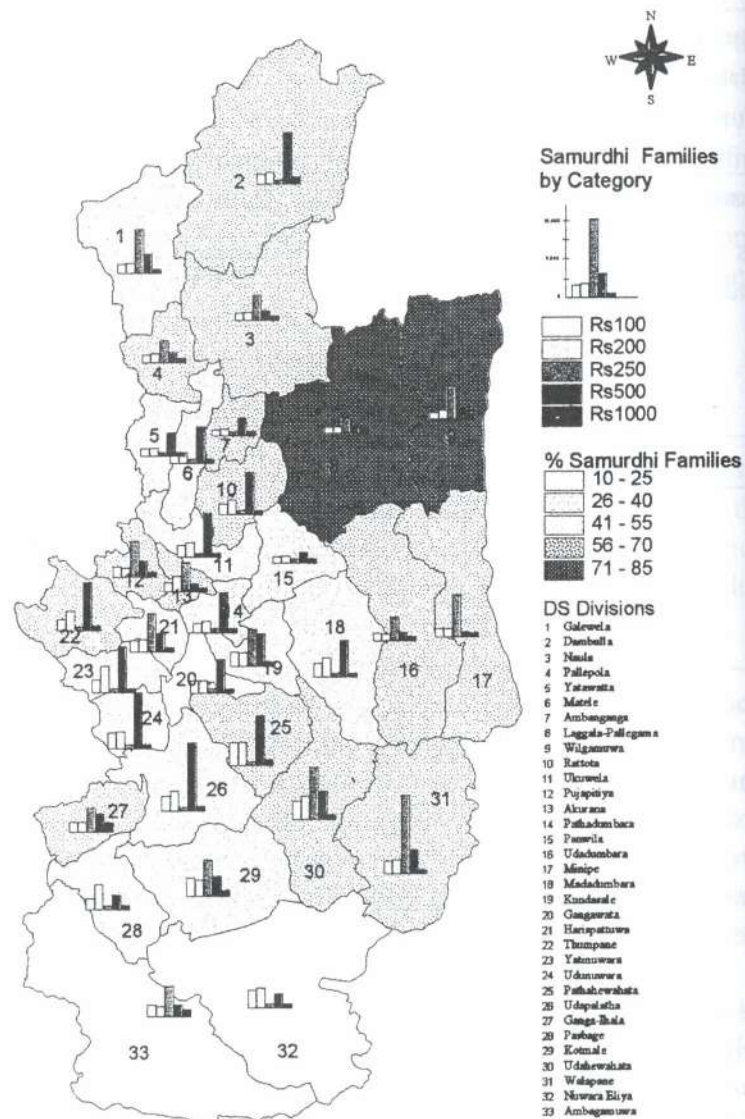 N
W E
S
Samurdhi Families
by Category
Rs100
Rs200
Rs250
Rs500
Rs1000
% Samurdhi Families
10 - 25
26 - 40
41 - 55
56 - 70
71 - 85
DS Divisions
1 Galewela
2 Dambulla
3 Naula
4 Pallepola
5 Yatawatta
6 Matele
7 Ambanganga
8 Laggala-Pallegama
9 Wilgamuwa
10 Rattota
11 Ukuwela
12 Pujapitiya
13 Akurana
14 Pathadumbara
15 Panwila
16 Udadumbara
17 Minipe
18 Madadumbara
19 Kundasale
20 Gangawata
21 Harispattuwa
22 Thumpane
23 Yatinuwara
24 Udunuwara
25 Pathahewahata
26 Udapalatha
27 Ganga-Ihala
28 Pasbage
29 Kotmale
30 Udahewahata
31 Walapane
32 Nuwara Eliya
33 Ambagamuwa
2
1
3
4
5
6
7
10
11
12
13
15
4
22
21
23
20
19
18
16
17
24
25
26
27
31
30
29
28
33
32